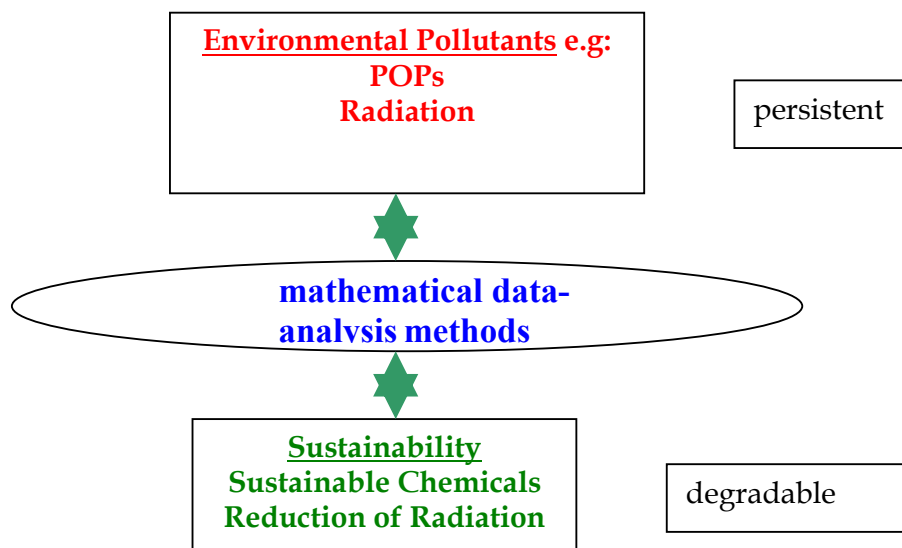 Environmental Pollutants e.g:
POPs
Radiation
persistent
mathematical data-
analysis methods
Sustainability
Sustainable Chemicals
Reduction of Radiation
degradable